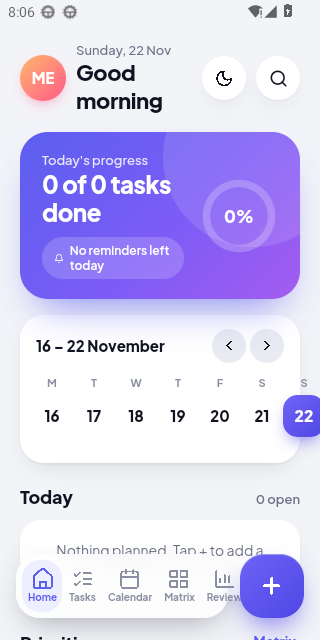 8:06
Sunday, 22 Nov
ME
Good
morning
Today's progress
0 of 0 tasks
done
0%
No reminders left
today
16 – 22 November
M T W T F S S
16 17 18 19 20 21 22
Today
0 open
Nothing planned. Tap + to add a
Home Tasks Calendar Matrix Review
+
Matrix